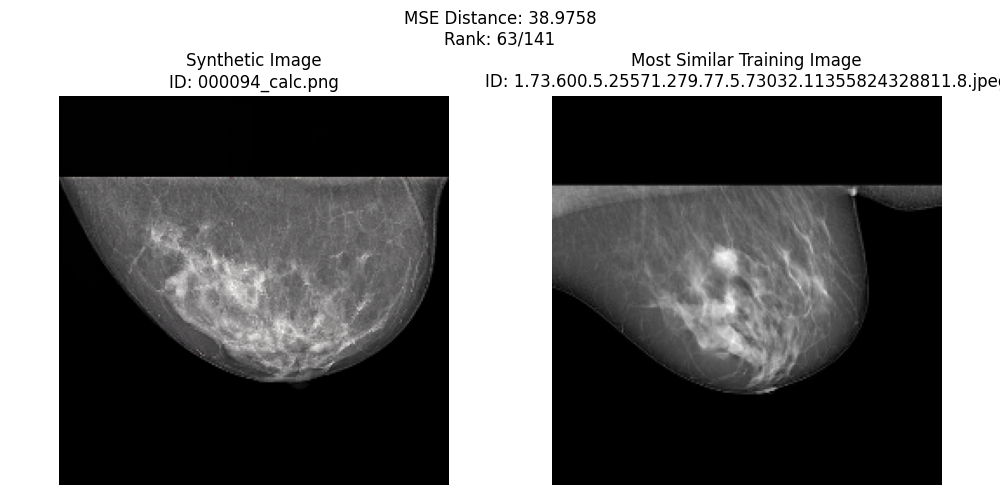 MSE Distance: 38.9758
Rank: 63/141
Synthetic Image
ID: 000094_calc.png
Most Similar Training Image
ID: 1.73.600.5.25571.279.77.5.73032.11355824328811.8.jpeg